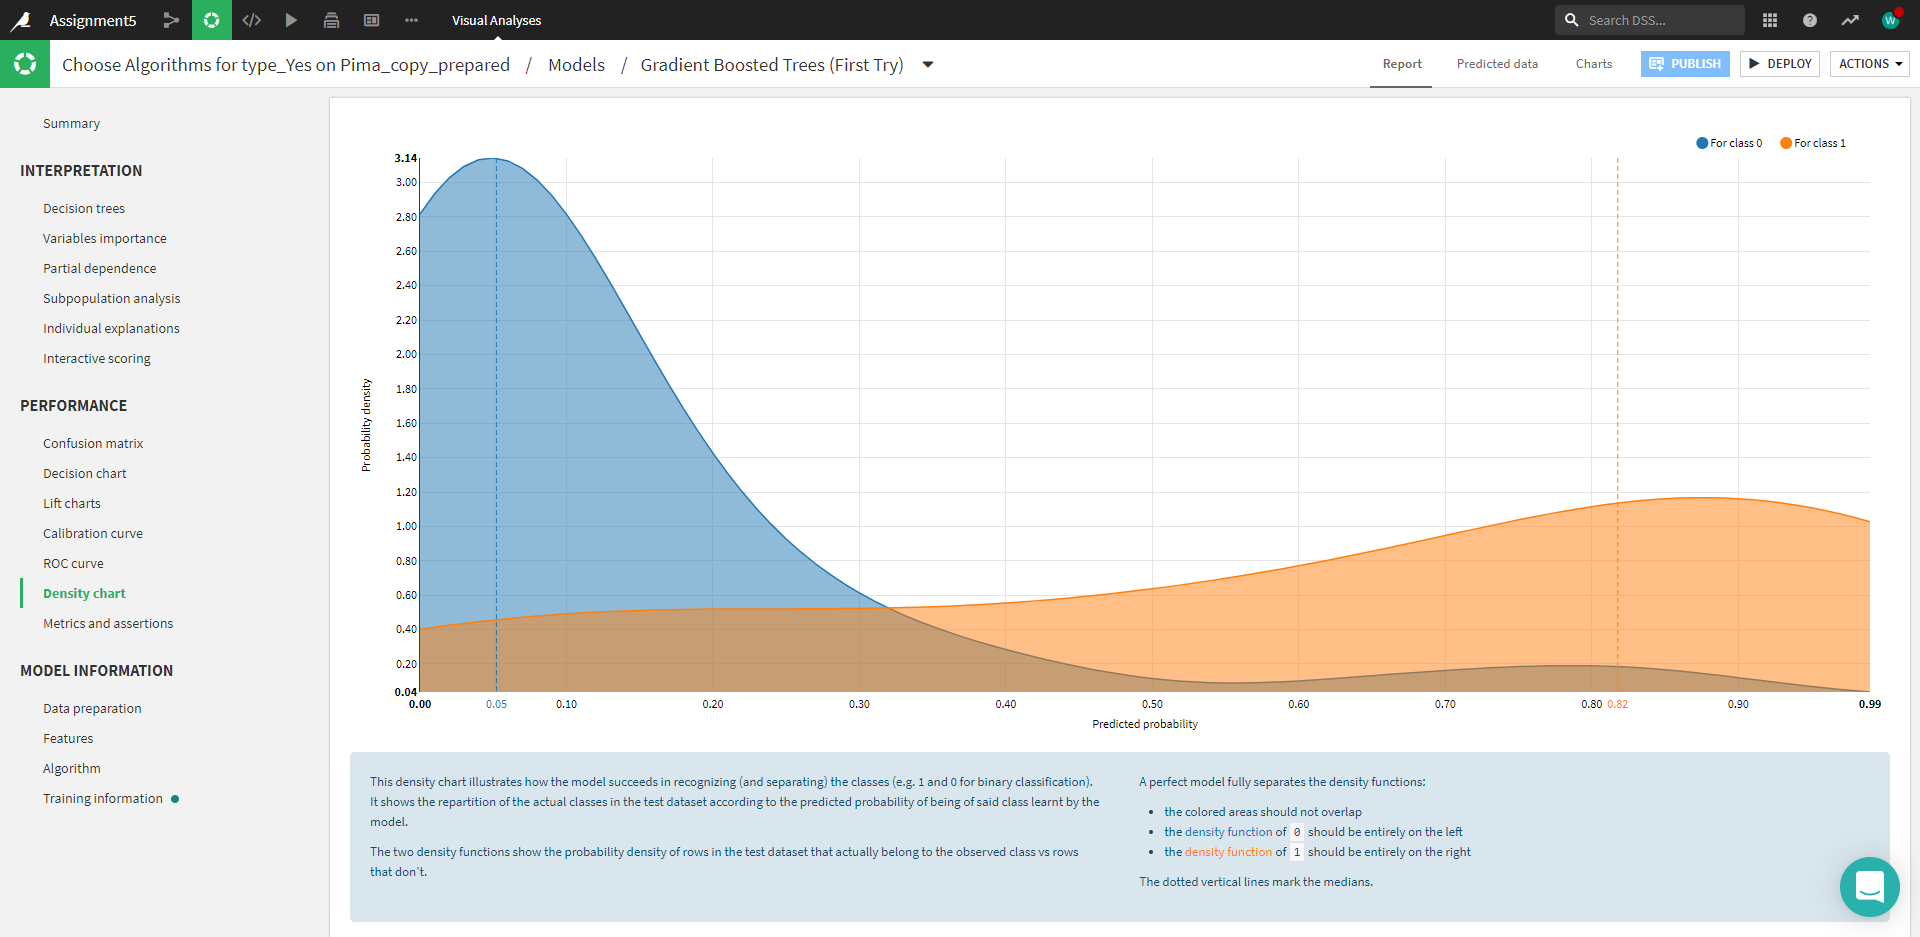 Assignment5
Visual Analyses
Search DSS...
W
Choose Algorithms for type_Yes on Pima_copy_prepared / Models / Gradient Boosted Trees (First Try)
Report
Predicted data
Charts
PUBLISH
DEPLOY
ACTIONS
Summary
INTERPRETATION
Decision trees
Variables importance
Partial dependence
Subpopulation analysis
Individual explanations
Interactive scoring
PERFORMANCE
Confusion matrix
Decision chart
Lift charts
Calibration curve
ROC curve
Density chart
Metrics and assertions
MODEL INFORMATION
Data preparation
Features
Algorithm
Training information
For class 0
For class 1
3.14
3.00
2.80
2.60
2.40
2.20
2.00
1.80
1.60
1.40
1.20
1.00
0.80
0.60
0.40
0.20
0.04
Probability density
0.00 0.05 0.10 0.20 0.30 0.40 0.50 0.60 0.70 0.80 0.82 0.90 0.99
Predicted probability
This density chart illustrates how the model succeeds in recognizing (and separating) the classes (e.g. 1 and 0 for binary classification).
It shows the repartition of the actual classes in the test dataset according to the predicted probability of being of said class learnt by the
model.
The two density functions show the probability density of rows in the test dataset that actually belong to the observed class vs rows
that don't.
A perfect model fully separates the density functions:
• the colored areas should not overlap
• the density function of 0 should be entirely on the left
• the density function of 1 should be entirely on the right
The dotted vertical lines mark the medians.